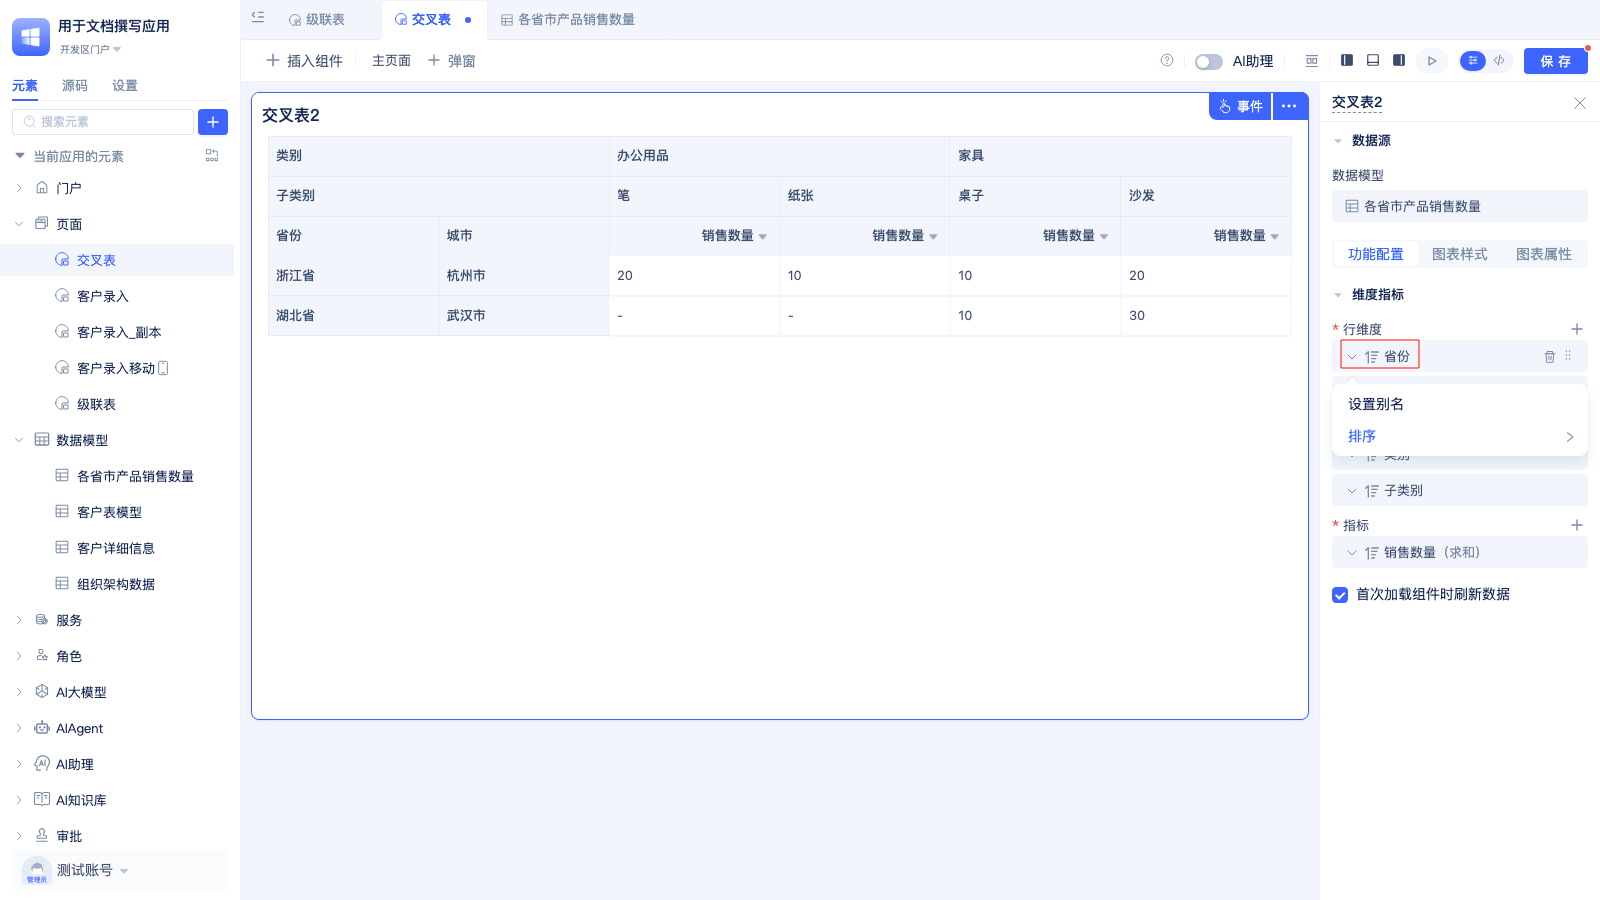 用于文档撰写应用
开发区门户
元素 源码 设置
搜索元素
当前应用的元素
门户
页面
交叉表
客户录入
客户录入_副本
客户录入移动
级联表
数据模型
各省市产品销售数量
客户表模型
客户详细信息
组织架构数据
服务
角色
AI大模型
AIAgent
AI助理
AI知识库
审批
测试账号
管理员
级联表 交叉表 各省市产品销售数量
插入组件 主页面 弹窗 AI助理 保存
交叉表2
事件
类别 办公用品 家具
子类别 笔 纸张 桌子 沙发
省份 城市 销售数量 销售数量 销售数量 销售数量
浙江省 杭州市 20 10 10 20
湖北省 武汉市 - - 10 30
交叉表2
数据源
数据模型
各省市产品销售数量
功能配置 图表样式 图表属性
维度指标
* 行维度
省份
设置别名
排序
类别
子类别
* 指标
销售数量（求和）
首次加载组件时刷新数据